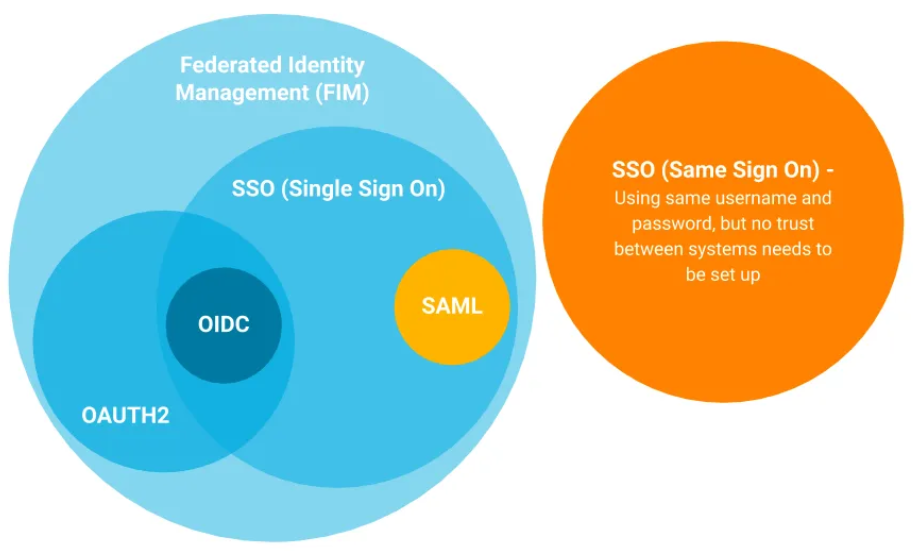 Federated Identity
Management (FIM)
SSO (Single Sign On)
OIDC
SAML
OAUTH2
SSO (Same Sign On) -
Using same username and
password, but no trust
between systems needs to
be set up